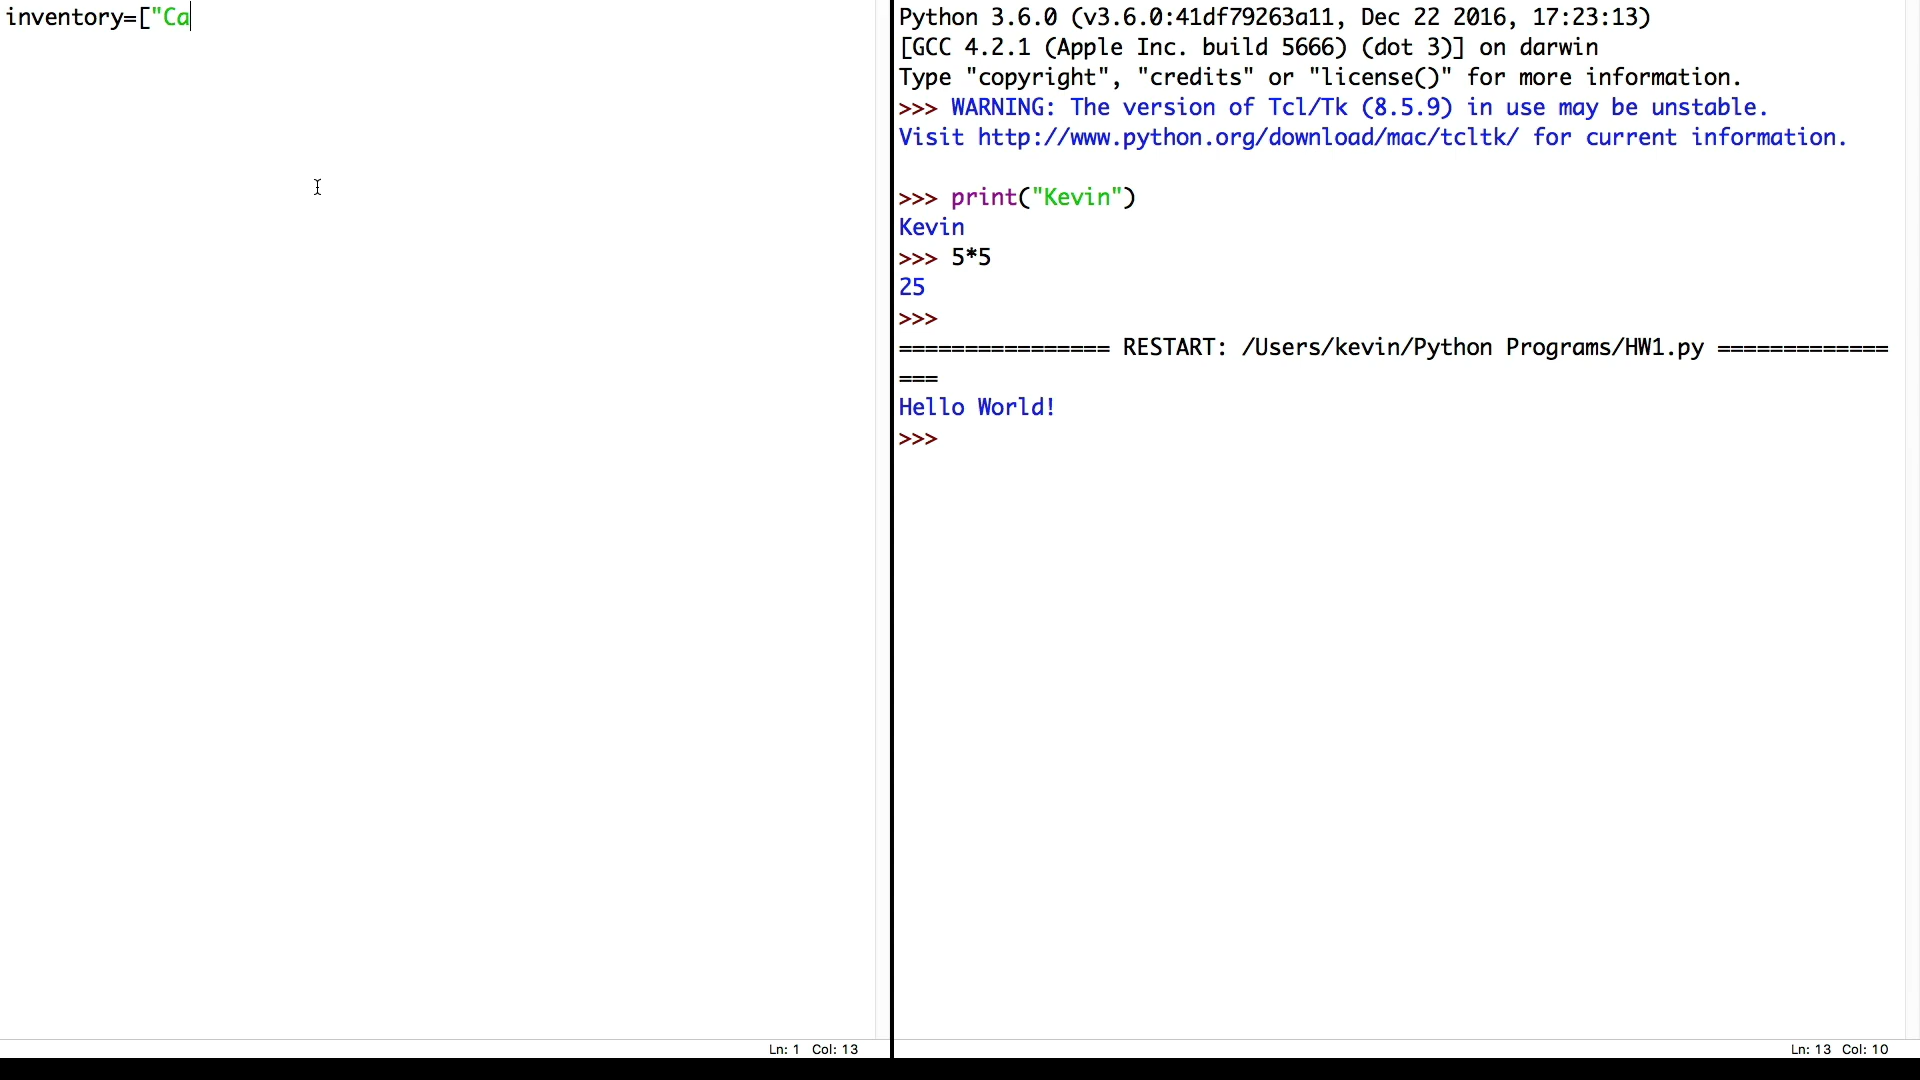 inventory=["Ca
Ln: 1 Col: 13
Python 3.6.0 (v3.6.0:41df79263a11, Dec 22 2016, 17:23:13)
[GCC 4.2.1 (Apple Inc. build 5666) (dot 3)] on darwin
Type "copyright", "credits" or "license()" for more information.
>>> WARNING: The version of Tcl/Tk (8.5.9) in use may be unstable.
Visit http://www.python.org/download/mac/tcltk/ for current information.
>>> print("Kevin")
Kevin
>>> 5*5
25
>>>
================ RESTART: /Users/kevin/Python Programs/HW1.py =============
===
Hello World!
>>>
Ln: 13 Col: 10